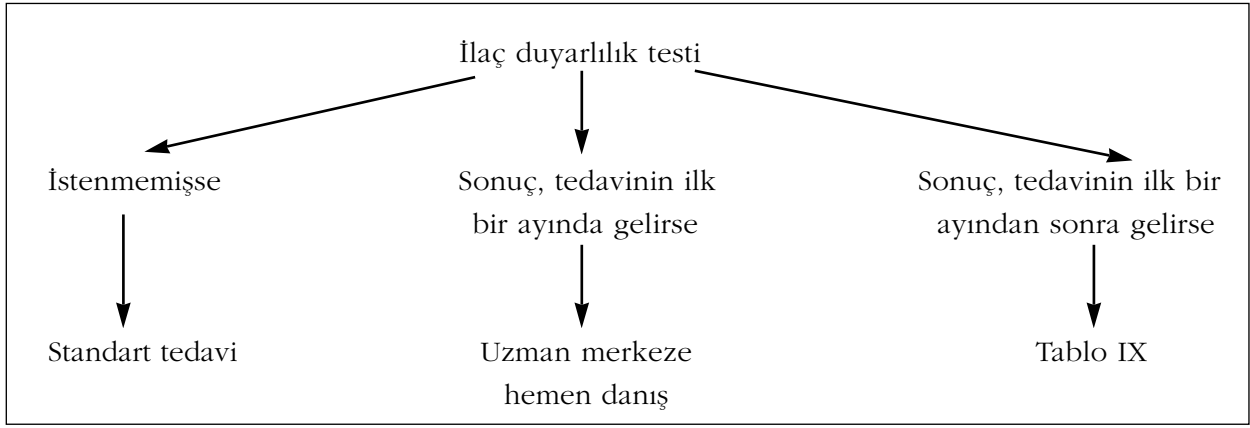 İlaç duyarlılık testi
İstenmemişse
Sonuç, tedavinin ilk
bir ayında gelirse
Sonuç, tedavinin ilk bir
ayından sonra gelirse
Standart tedavi
Uzman merkeze
hemen danış
Tablo IX